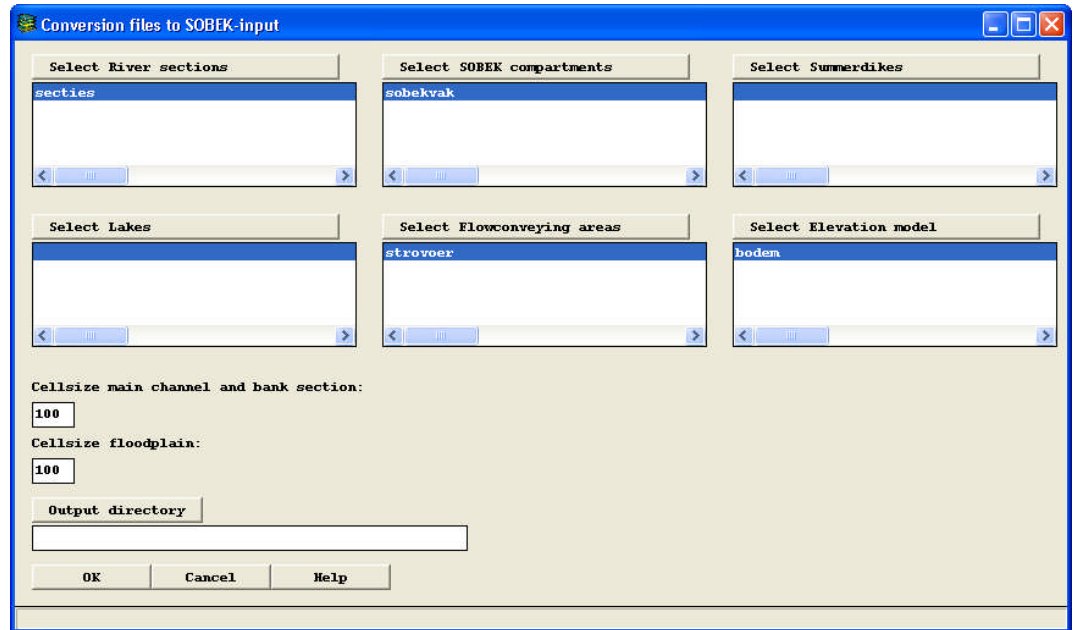 Conversion files to SOBEK-input
Select River sections
Select SOBEK compartments
Select Summerdikes
secties
sobekvak
Select Lakes
Select Flowconveying areas
Select Elevation model
strovoer
bodem
Cellsize main channel and bank section:
100
Cellsize floodplain:
100
Output directory
OK
Cancel
Help